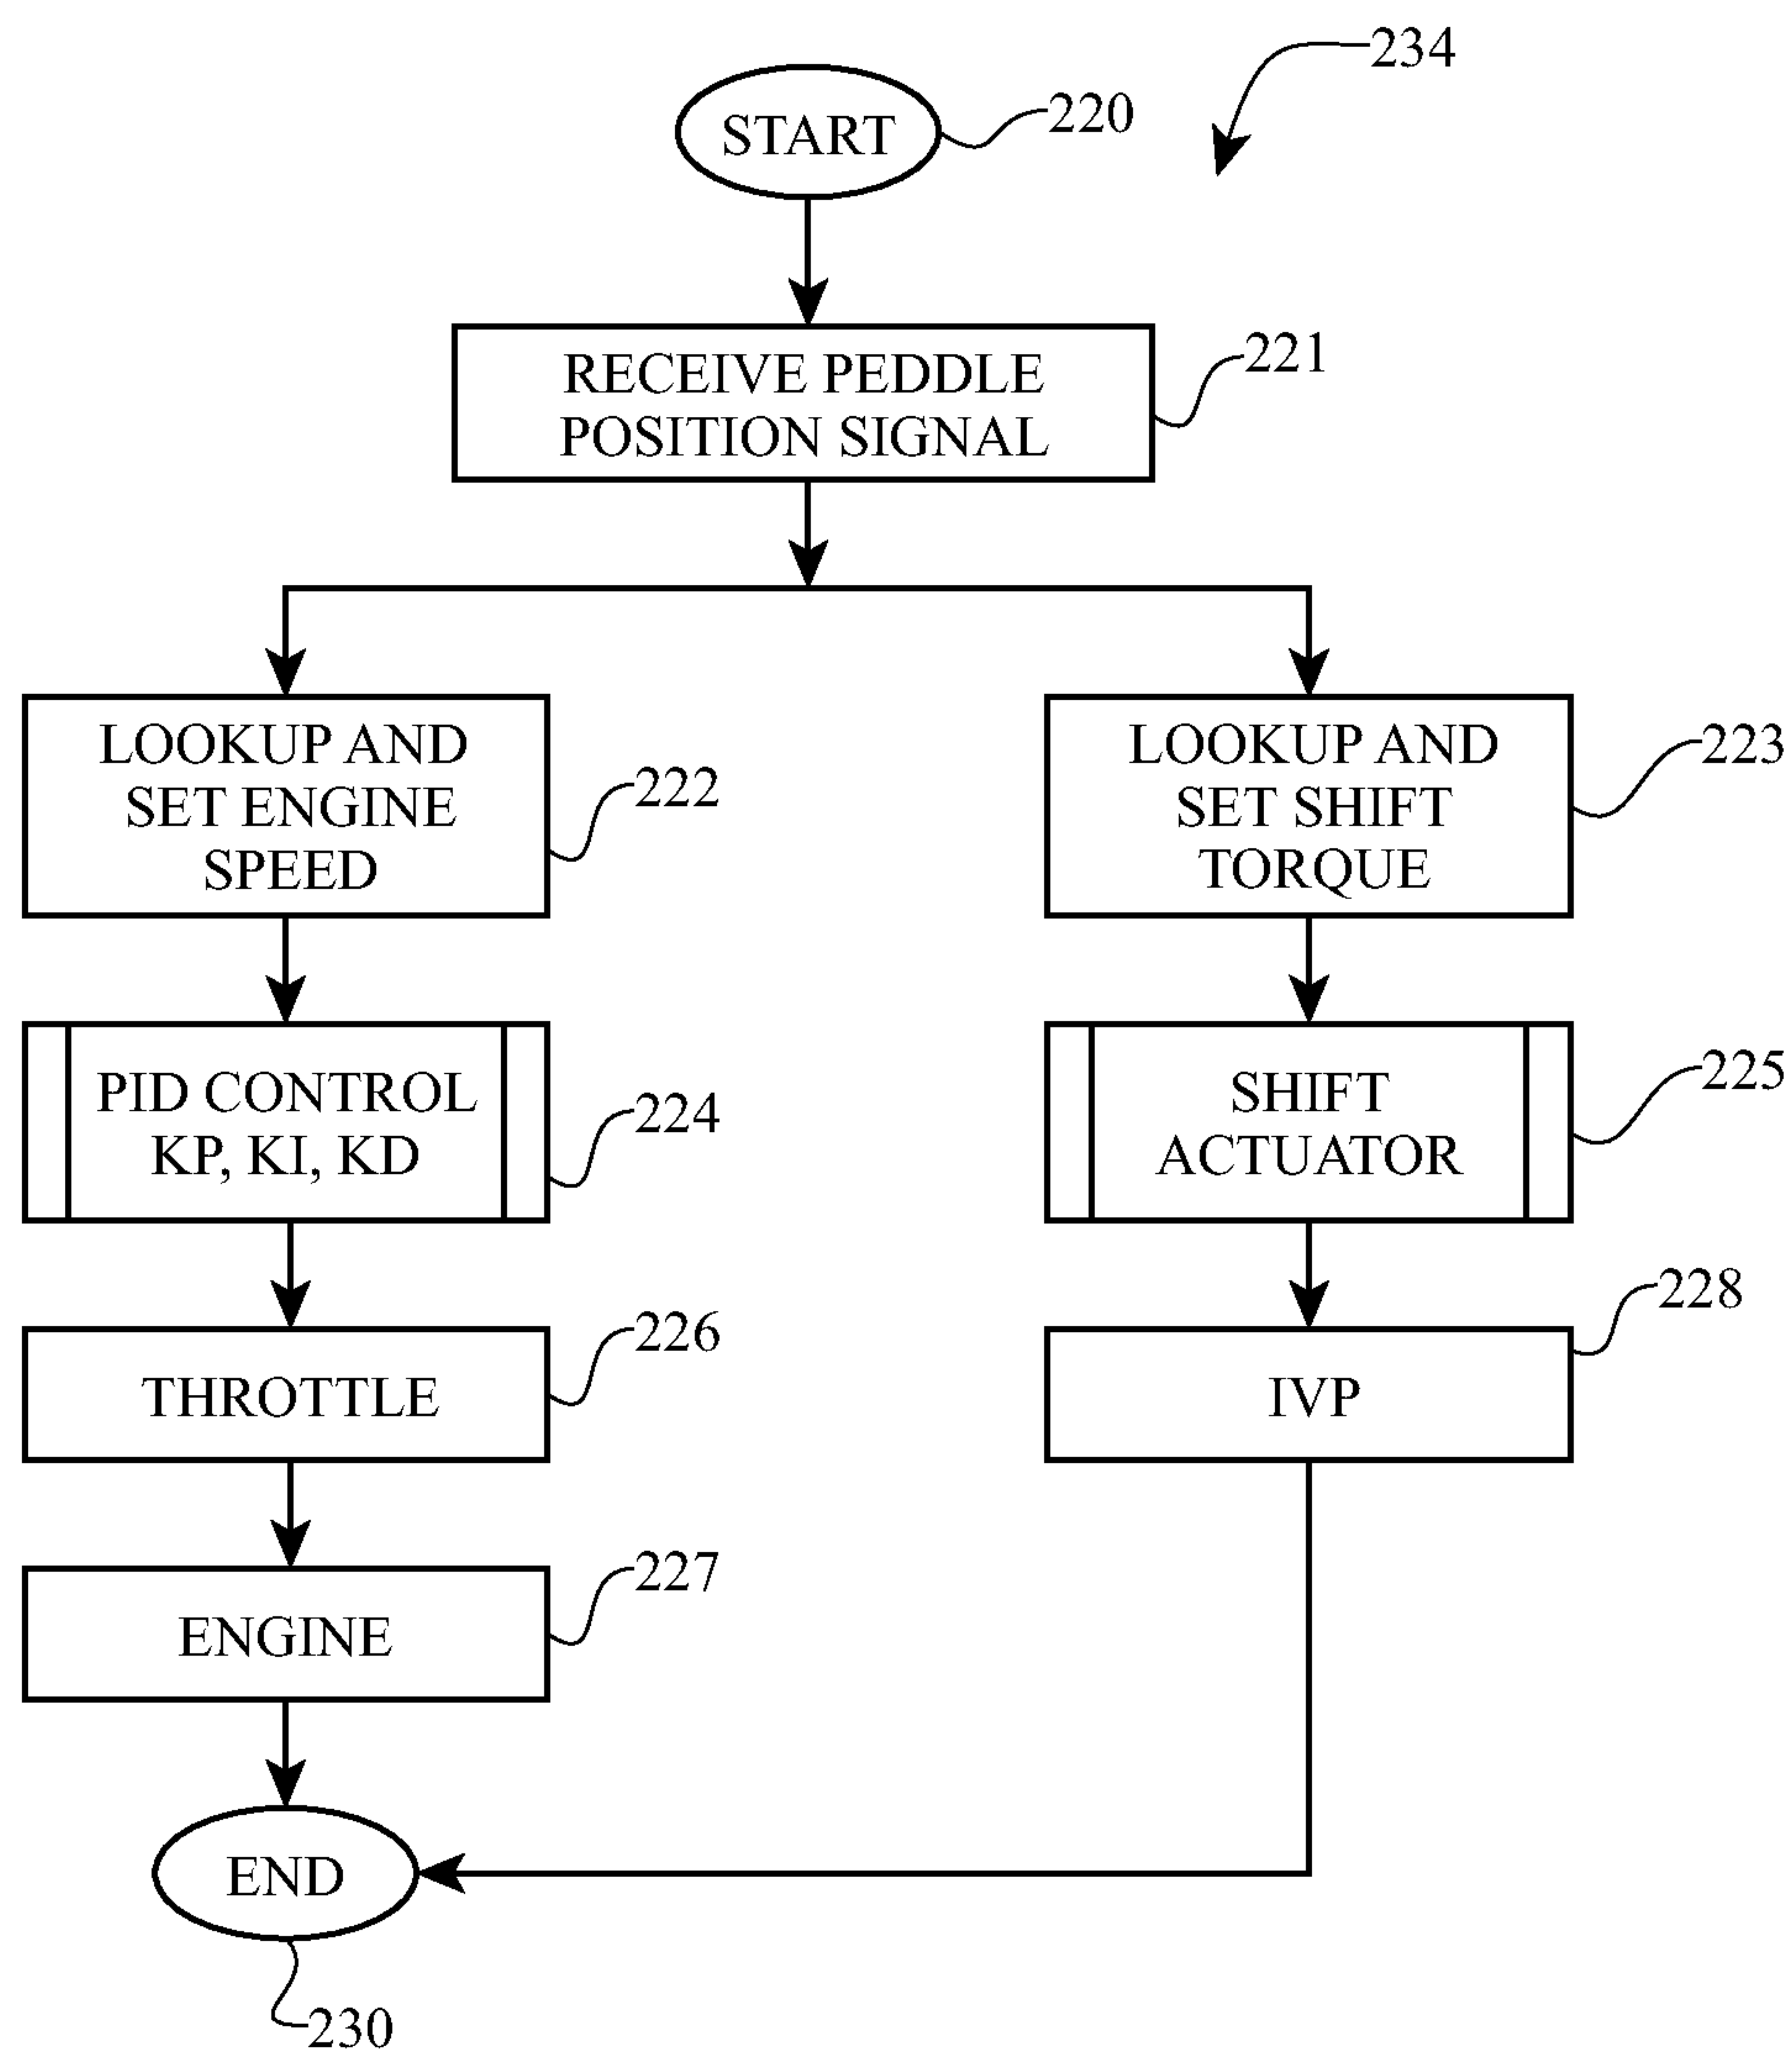 234
START
220
RECEIVE PEDDLE
POSITION SIGNAL
221
LOOKUP AND
SET ENGINE
SPEED
222
LOOKUP AND
SET SHIFT
TORQUE
223
PID CONTROL
KP, KI, KD
224
SHIFT
ACTUATOR
225
THROTTLE
226
IVP
228
ENGINE
227
END
230